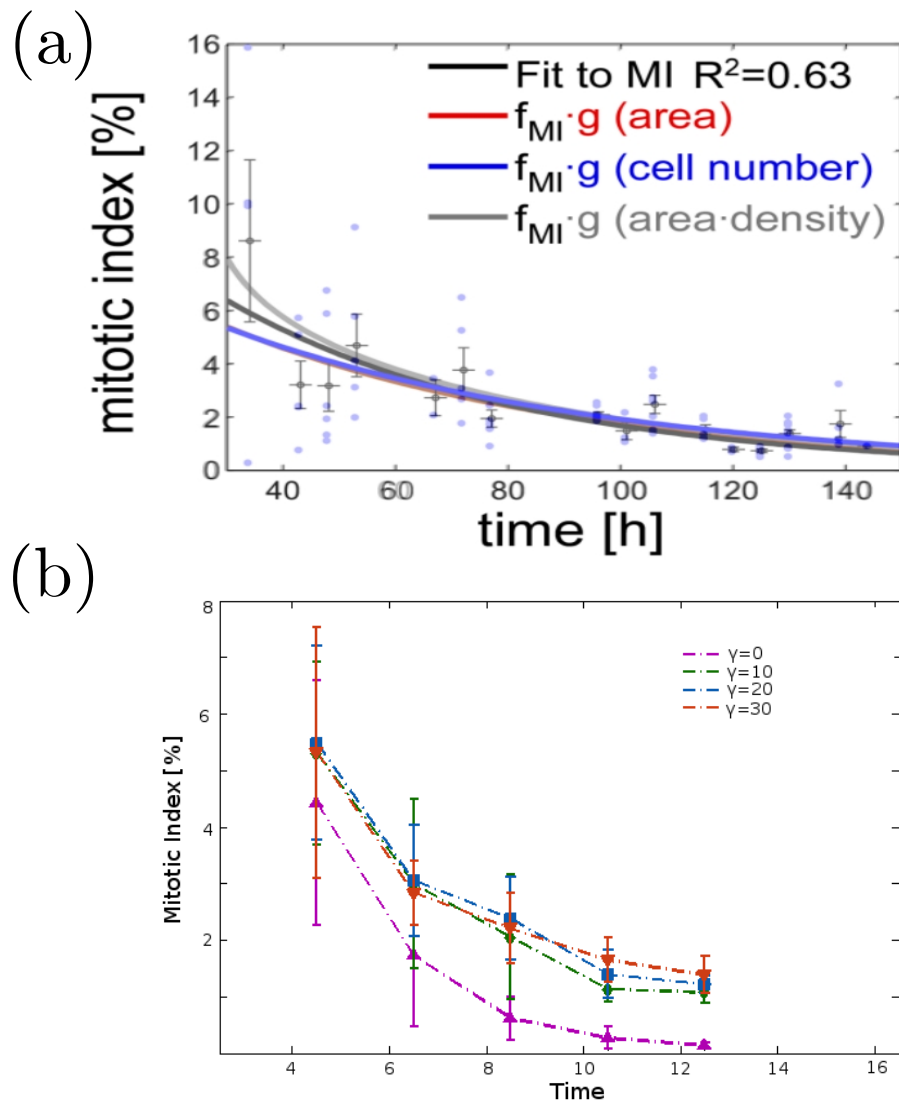 (a)
16
14
12
10
8
6
4
2
0
mitotic index [%]
Fit to MI R²=0.63
f_MI·g (area)
f_MI·g (cell number)
f_MI·g (area·density)
40 60 80 100 120 140
time [h]
(b)
8
6
4
2
Mitotic Index [%]
γ=0
γ=10
γ=20
γ=30
4 6 8 10 12 14 16
Time